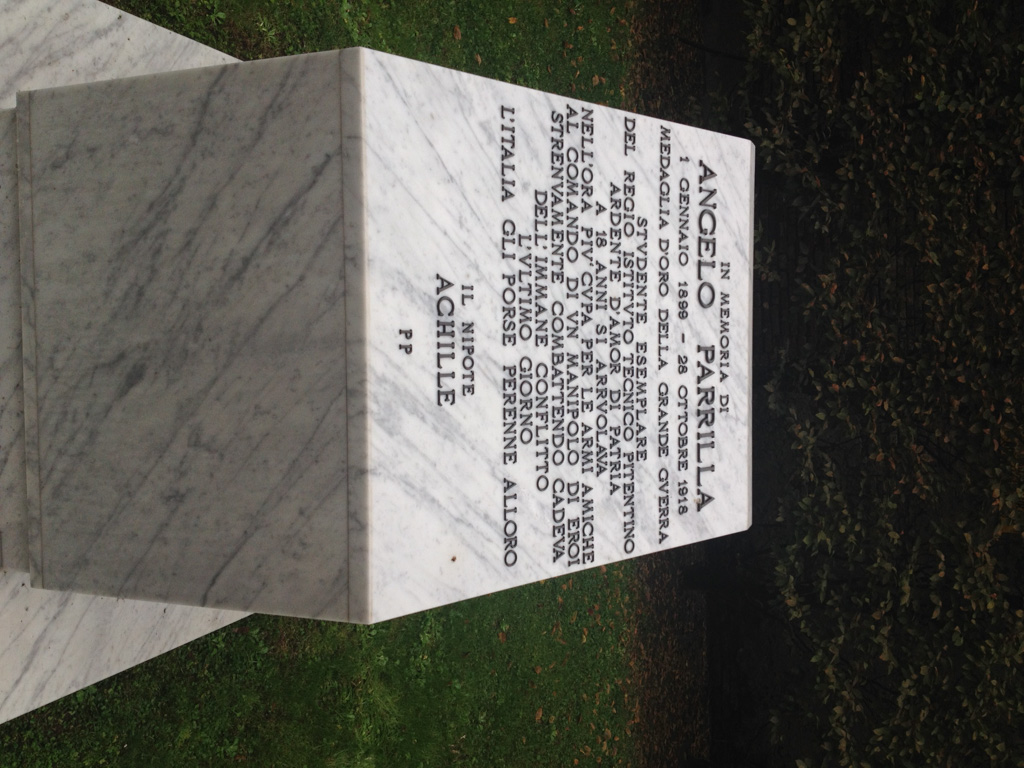 IN MEMORIA DI
ANGELO PARRILLA
1 GENNAIO 1899 - 28 OTTOBRE 1918
MEDAGLIA D'ORO DELLA GRANDE GVERRA
STVDENTE ESEMPLARE
DEL REGIO ISTITVTO TECNICO PITENTINO
ARDENTE D'AMOR DI PATRIA
A 18 ANNI SI ARRVOLAVA
NELL'ORA PIV' CVPA PER LE ARMI AMICHE
AL COMANDO DI VN MANIPOLO DI EROI
STRENVAMENTE COMBATTENDO CADEVA
DELL'IMMANE CONFLITTO
L'VLTIMO GIORNO
L'ITALIA GLI PORSE PERENNE ALLORO
IL NIPOTE
ACHILLE
PP